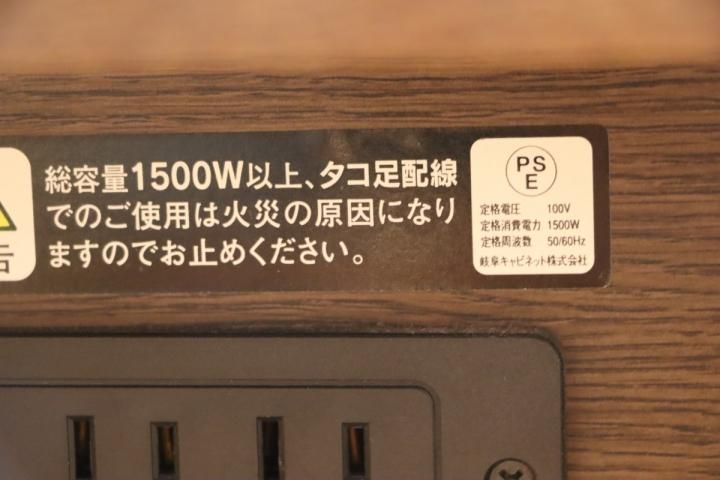 告
総容量1500W以上、タコ足配線
でのご使用は火災の原因になり
ますのでお止めください。
PS
E
定格電圧 100V
定格消費電力 1500W
定格周波数 50/60Hz
岐阜キャビネット株式会社